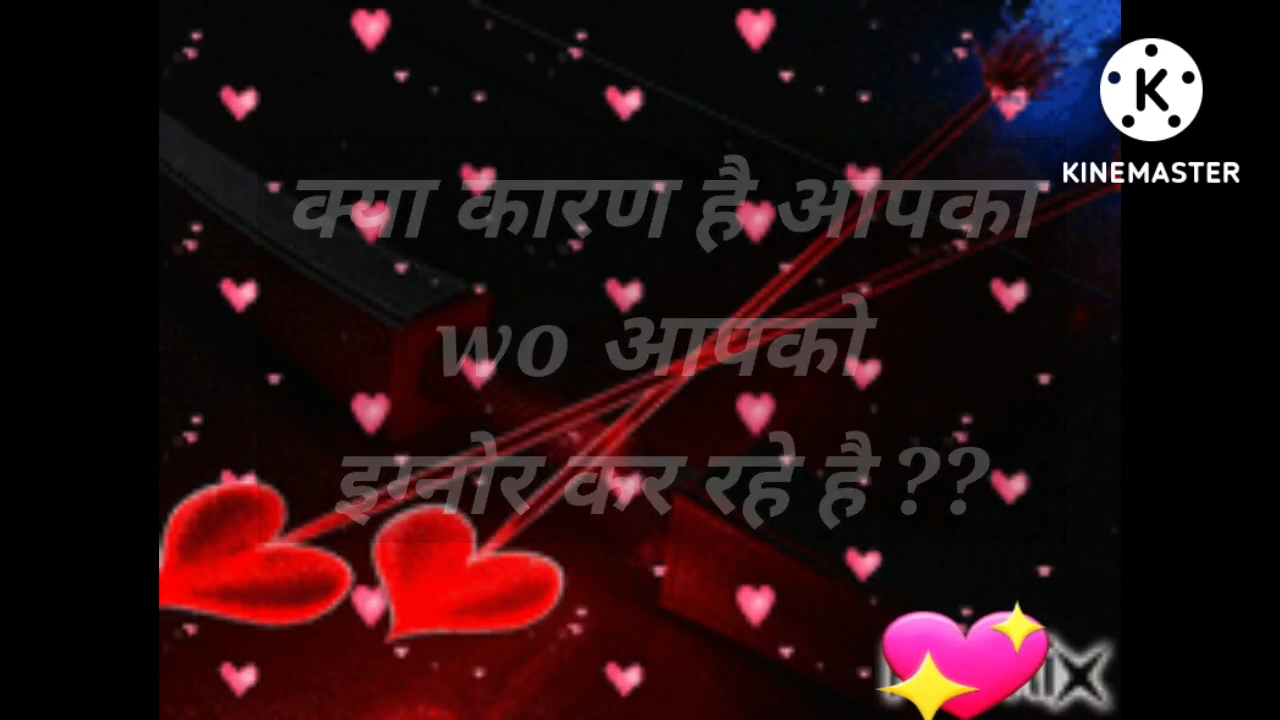 K
KINEMASTER
क्या कारण है आपका
wo आपको
इग्नोर कर रहे है ??